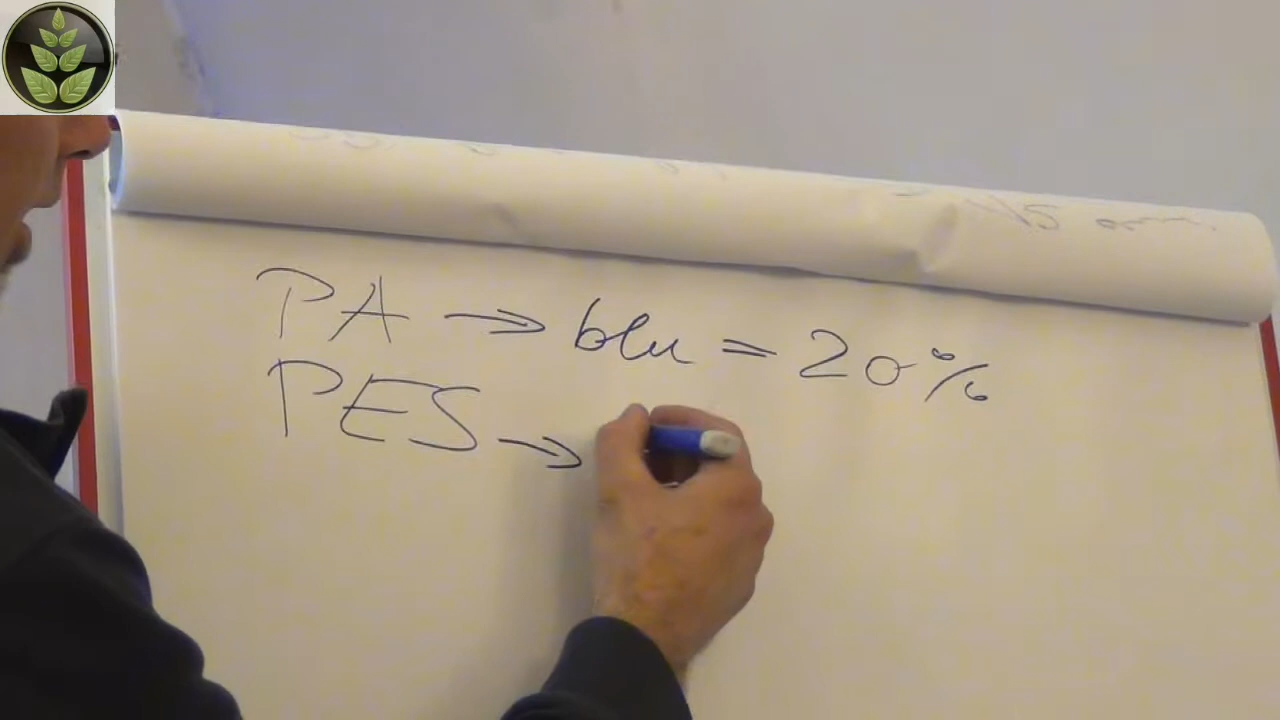 PA → blu = 20%
PES →